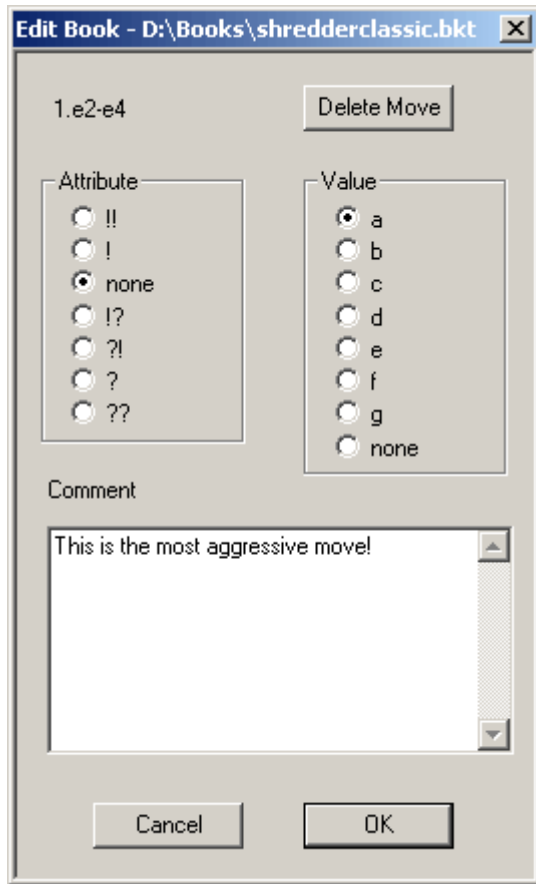 Edit Book - D:\Books\shredderclassic.bkt
1.e2-e4
Delete Move
Attribute
!!
!
none
!?
?!
?
??
Value
a
b
c
d
e
f
g
none
Comment
This is the most aggressive move!
Cancel
OK